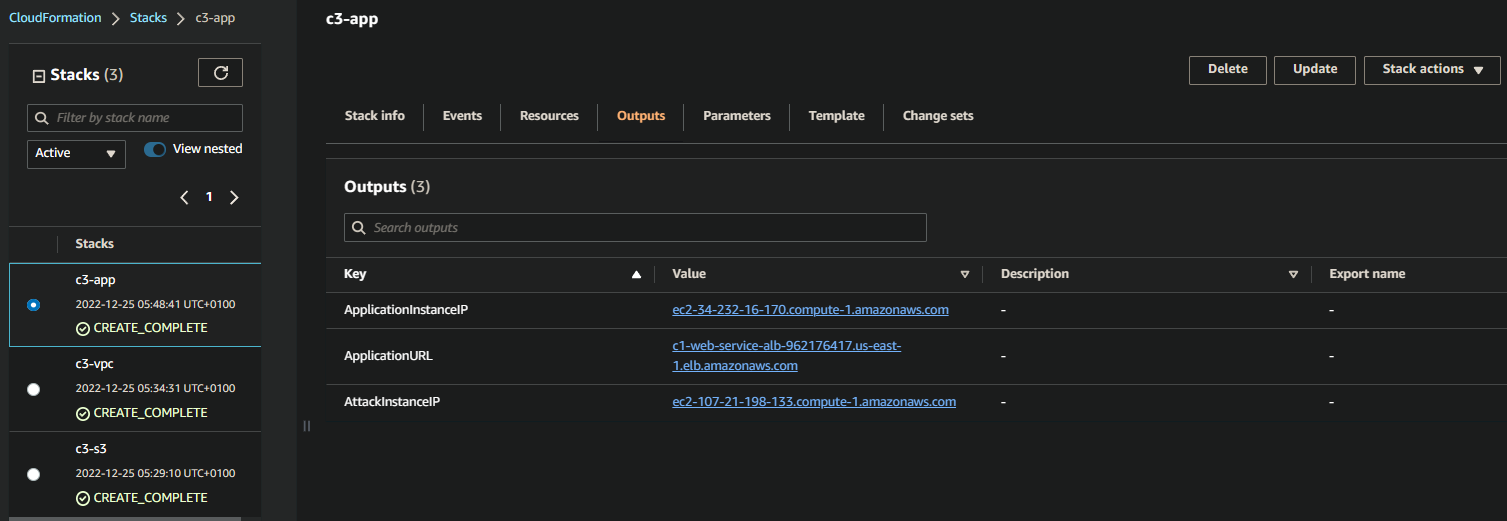 CloudFormation > Stacks > c3-app
Stacks (3)
Filter by stack name
Active
View nested
1
Stacks
c3-app
2022-12-25 05:48:41 UTC+0100
CREATE_COMPLETE
c3-vpc
2022-12-25 05:34:31 UTC+0100
CREATE_COMPLETE
c3-s3
2022-12-25 05:29:10 UTC+0100
CREATE_COMPLETE
c3-app
Delete Update Stack actions
Stack info Events Resources Outputs Parameters Template Change sets
Outputs (3)
Search outputs
Key Value Description Export name
ApplicationInstanceIP ec2-34-232-16-170.compute-1.amazonaws.com - -
ApplicationURL c1-web-service-alb-962176417.us-east-
1.elb.amazonaws.com - -
AttackInstanceIP ec2-107-21-198-133.compute-1.amazonaws.com - -